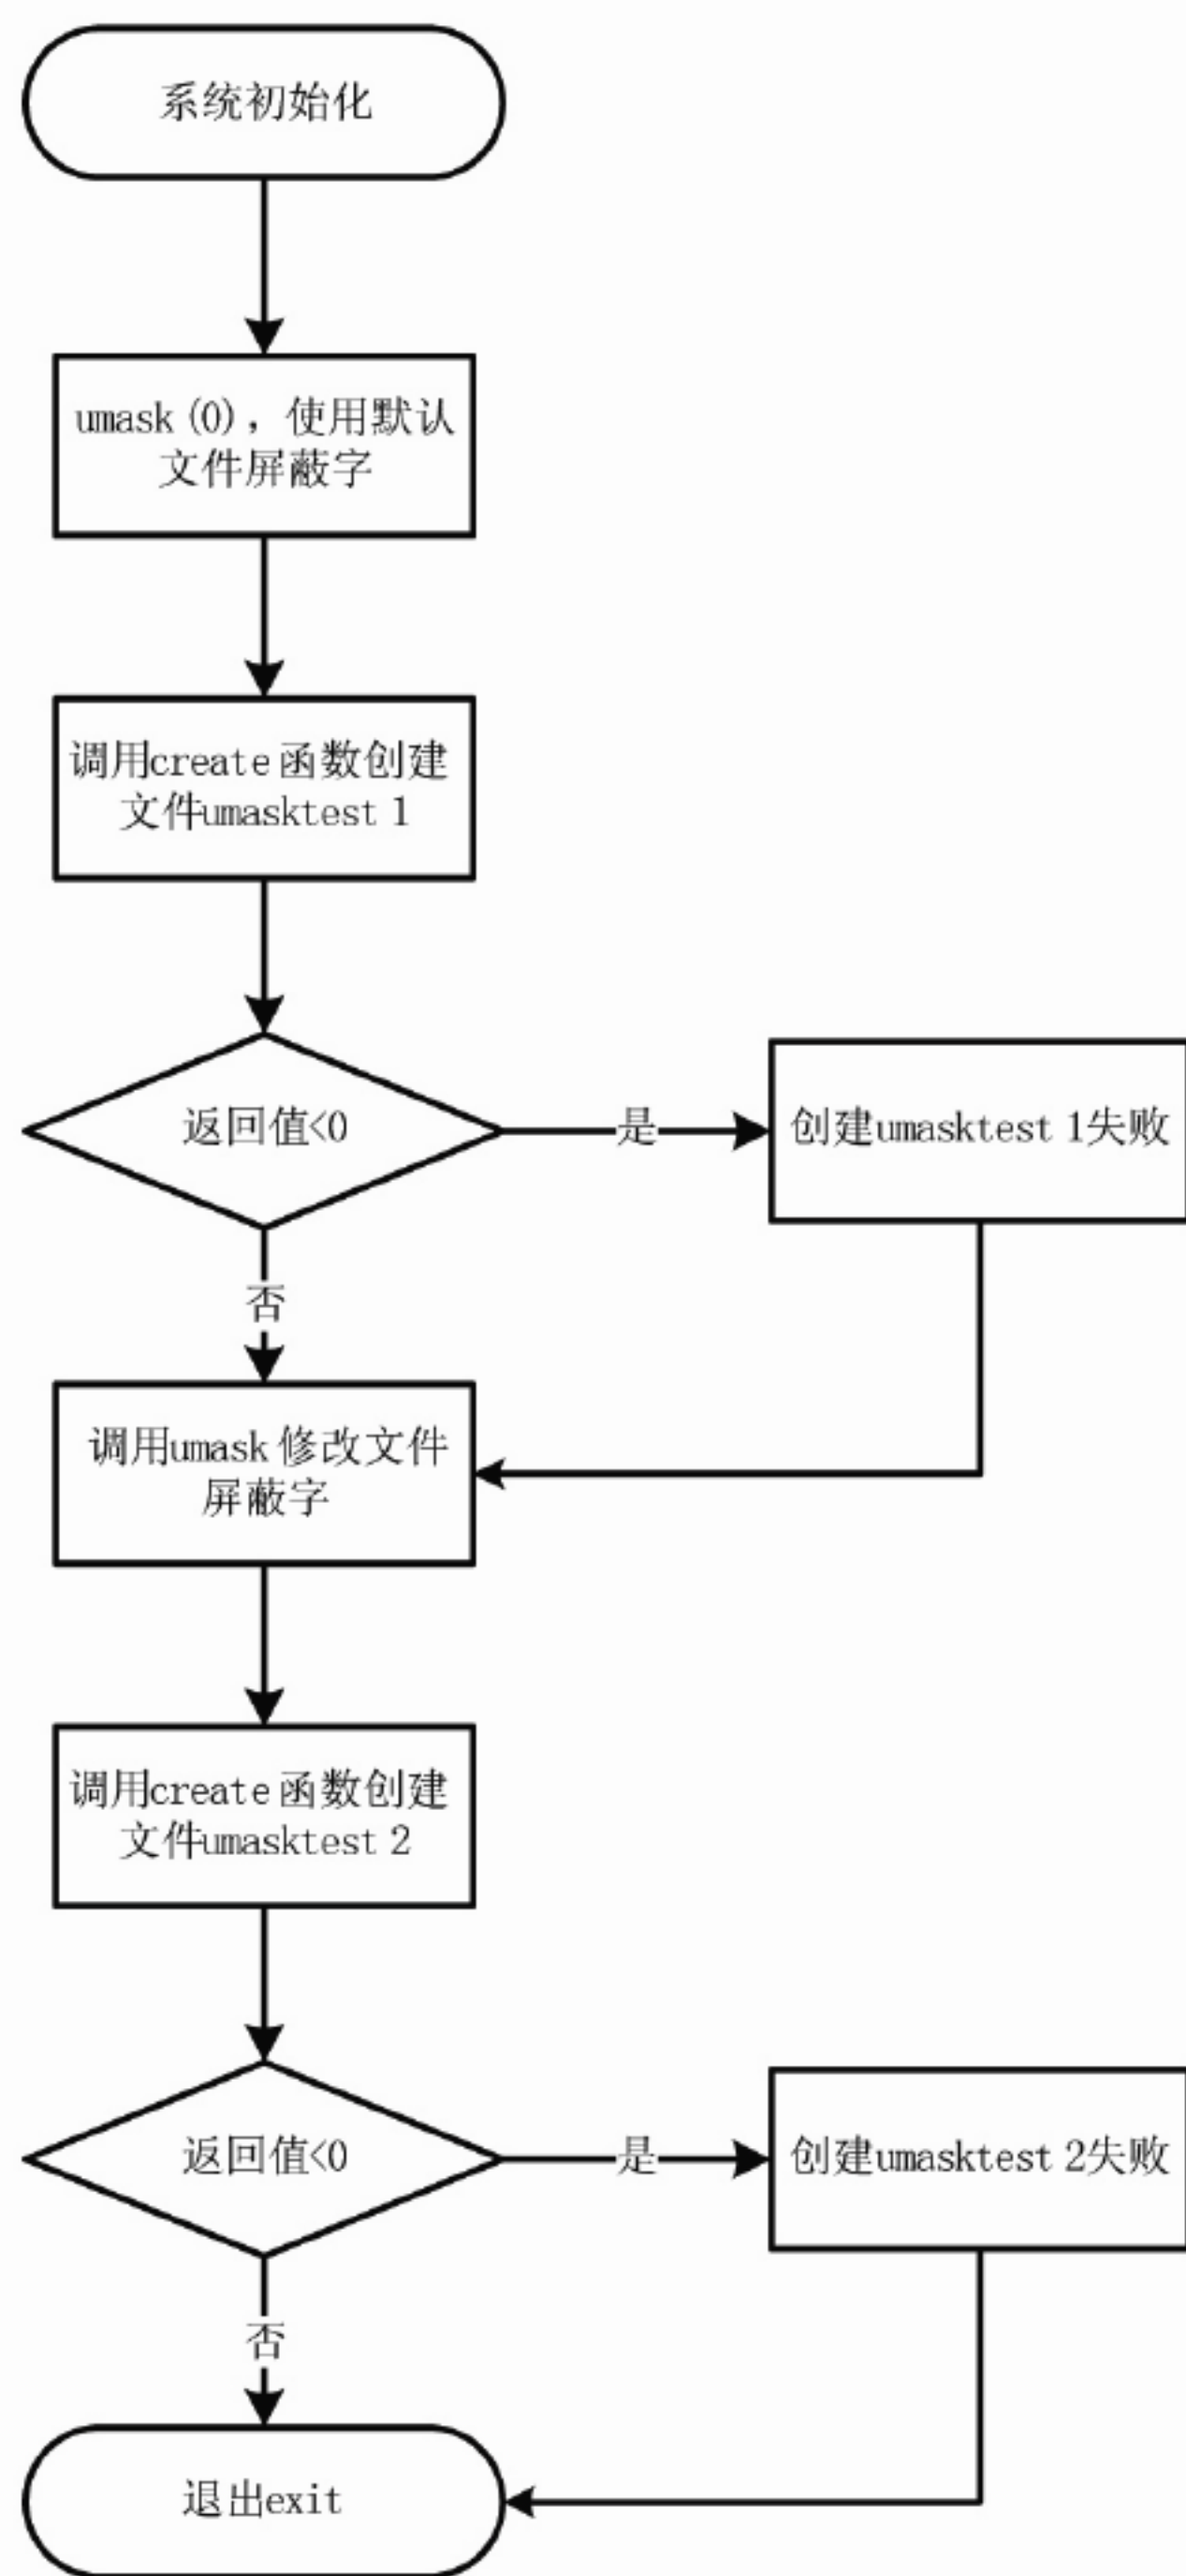 系统初始化
umask(0)，使用默认
文件屏蔽字
调用create函数创建
文件umasktest 1
返回值<0
是
创建umasktest 1失败
否
调用umask修改文件
屏蔽字
调用create函数创建
文件umasktest 2
返回值<0
是
创建umasktest 2失败
否
退出exit